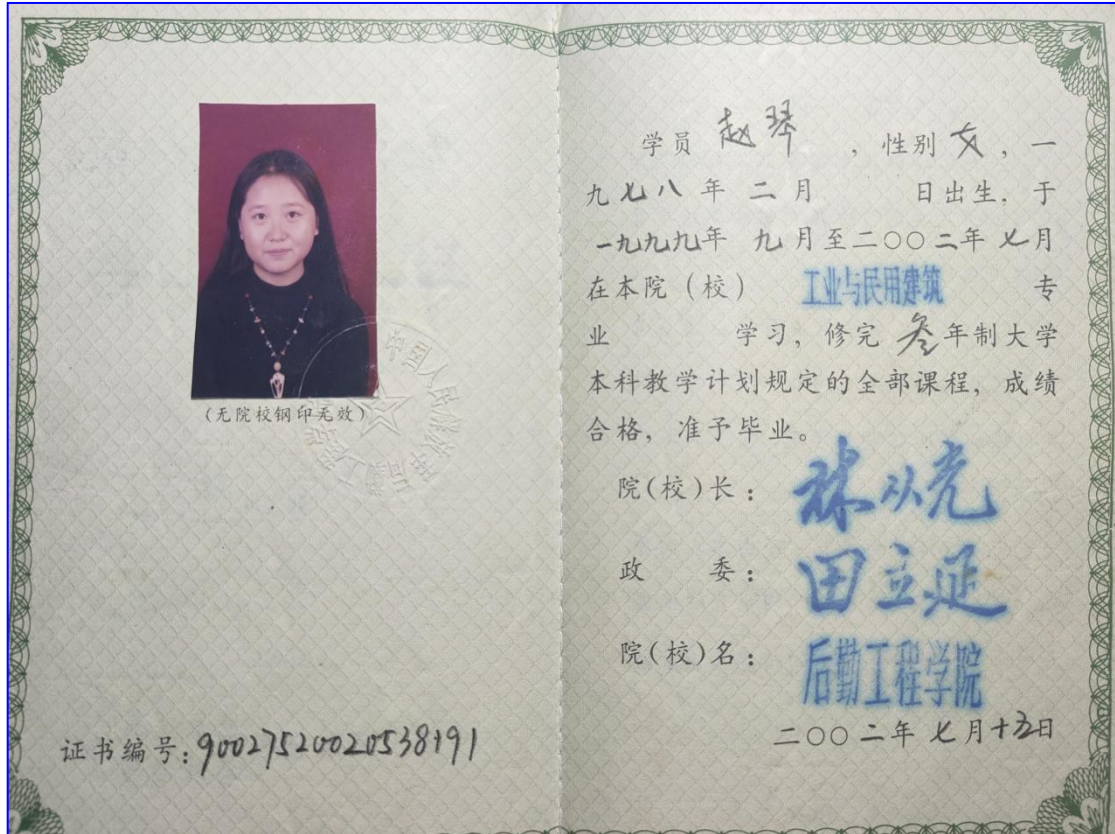 (无院校钢印无效)
证书编号：90027520020538191
学员 赵琴 ，性别 女 ，一
九七八年 二月 日出生，于
一九九九年 九月至二〇〇二年 七月
在本院（校） 工业与民用建筑 专
业 学习，修完 叁年制大学
本科教学计划规定的全部课程，成绩
合格，准予毕业。
院(校)长： 林从光
政 委： 田立延
院(校)名： 后勤工程学院
二〇〇二年 七月十五日